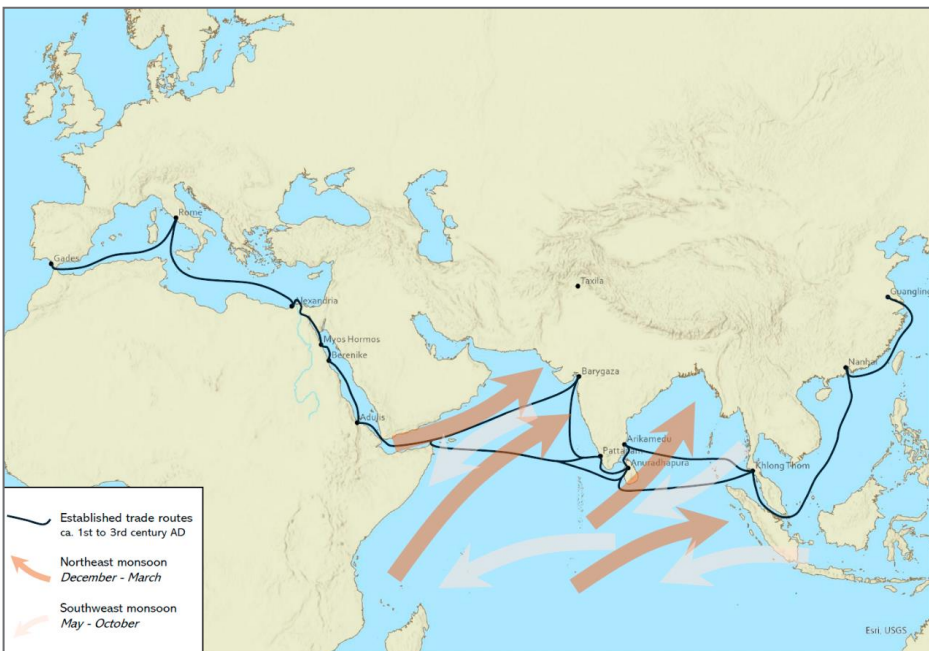 Rome
Gades
Taxila
Guangling
Alexandria
Myos Hormos
Berenike
Nanhai
Barygaza
Adulis
Arikamedu
Pattanam
Anuradhapura
Khlong Thom
Established trade routes
ca. 1st to 3rd century AD
Northeast monsoon
December - March
Southwest monsoon
May - October
Esri, USGS